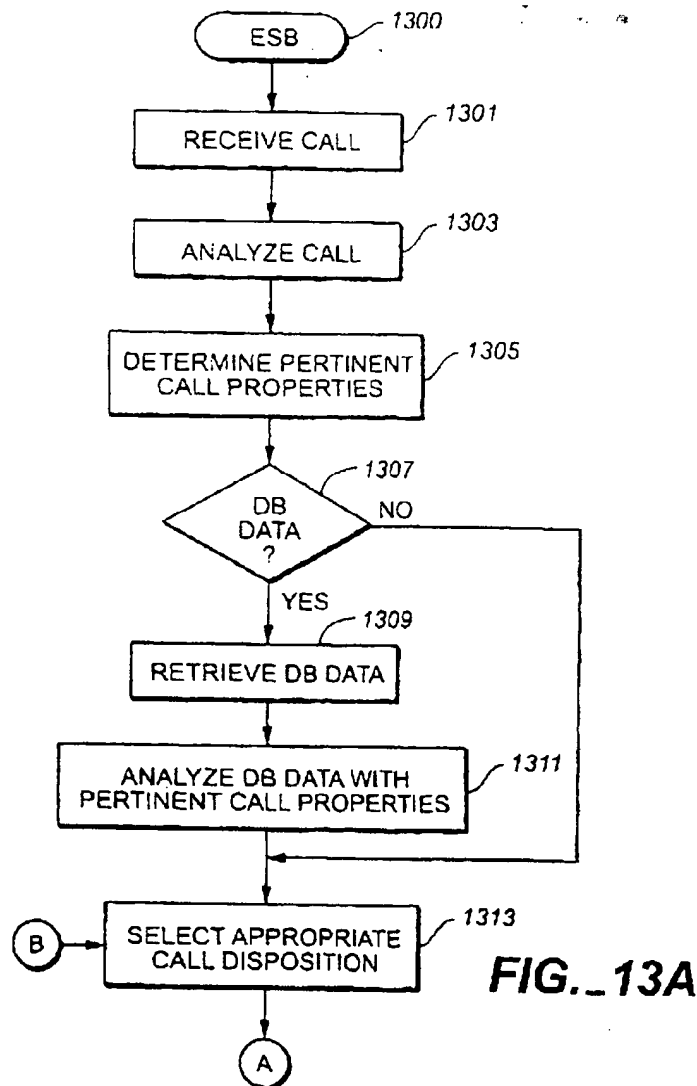 ESB
1300
RECEIVE CALL
1301
ANALYZE CALL
1303
DETERMINE PERTINENT
CALL PROPERTIES
1305
DB
DATA
?
1307
NO
YES
1309
RETRIEVE DB DATA
ANALYZE DB DATA WITH
PERTINENT CALL PROPERTIES
1311
B
SELECT APPROPRIATE
CALL DISPOSITION
1313
FIG._13A
A